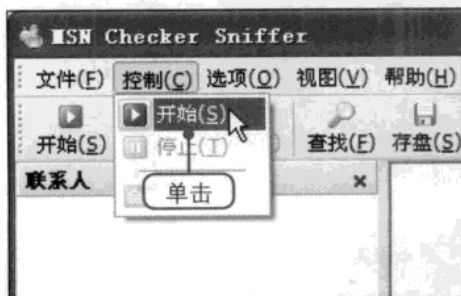 MSN Checker Sniffer
文件(F) 控制(C) 选项(O) 视图(V) 帮助(H)
开始(S)
停止(T)
开始(S) 查找(F) 存盘(S)
联系人
单击